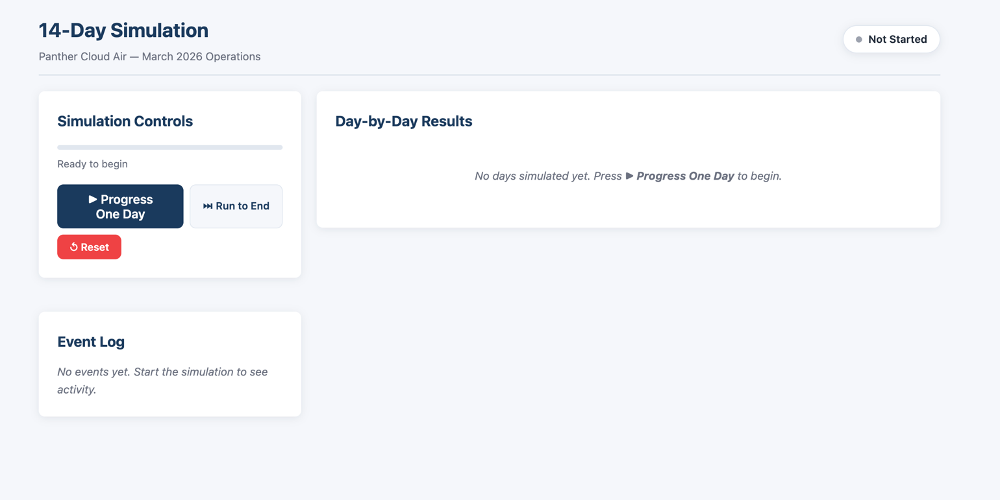 14-Day Simulation
Panther Cloud Air — March 2026 Operations
Not Started
Simulation Controls
Ready to begin
▶ Progress
One Day
⏭ Run to End
↺ Reset
Day-by-Day Results
No days simulated yet. Press ▶ Progress One Day to begin.
Event Log
No events yet. Start the simulation to see
activity.